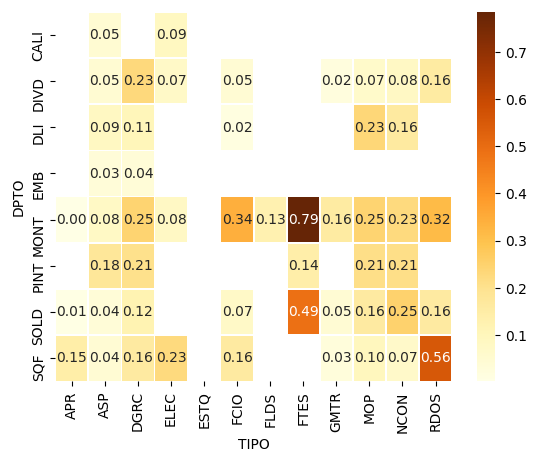 CALI 0.05 0.09
DIVD 0.05 0.23 0.07 0.05 0.02 0.07 0.08 0.16
DLI 0.09 0.11 0.02 0.23 0.16
EMB 0.03 0.04
MONT 0.00 0.08 0.25 0.08 0.34 0.13 0.79 0.16 0.25 0.23 0.32
PINT 0.18 0.21 0.14 0.21 0.21
SOLD 0.01 0.04 0.12 0.07 0.49 0.05 0.16 0.25 0.16
SQF 0.15 0.04 0.16 0.23 0.16 0.03 0.10 0.07 0.56
DPTO
APR ASP DGRC ELEC ESTQ FCIO FLDS FTES GMTR MOP NCON RDOS
TIPO
0.7
0.6
0.5
0.4
0.3
0.2
0.1